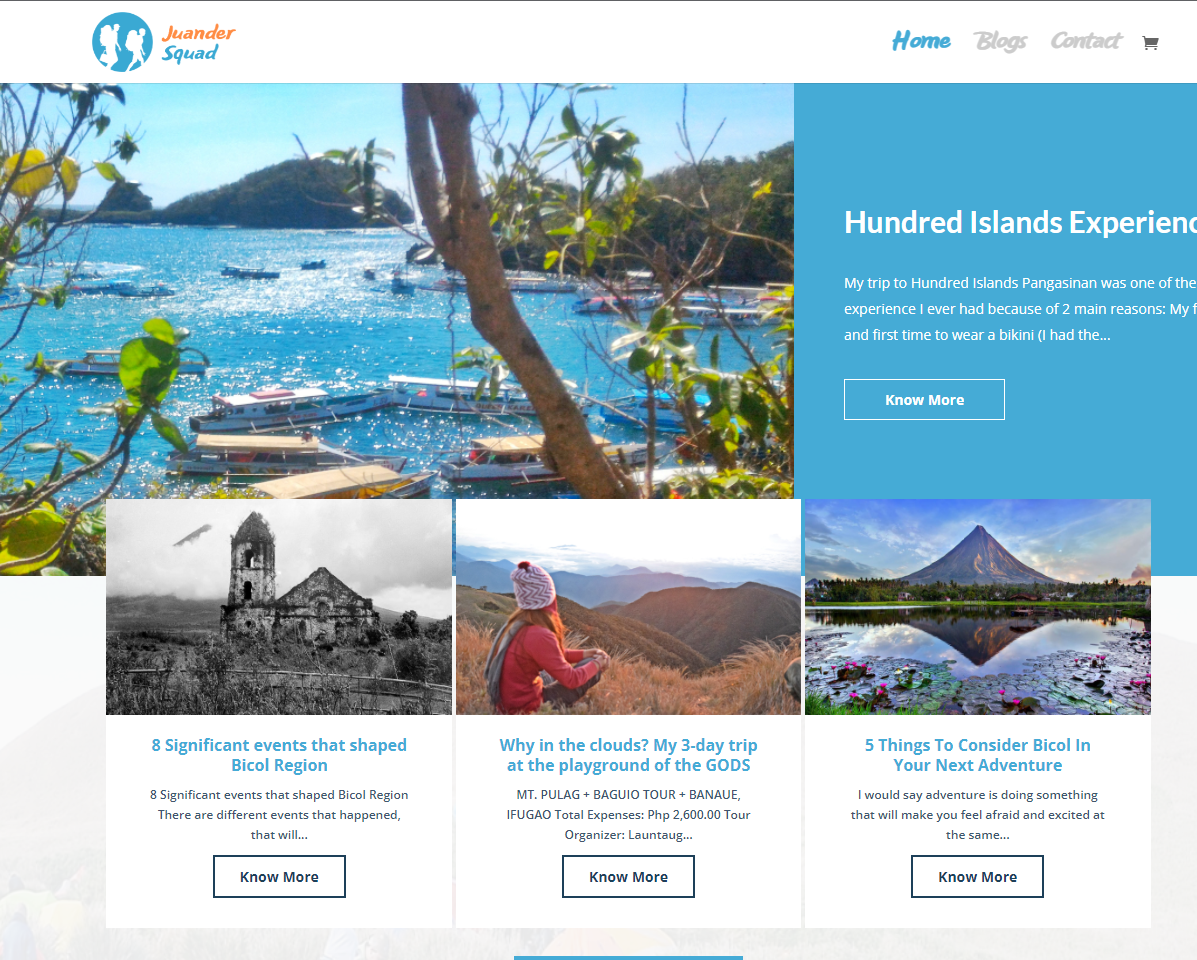 Juander
Squad
Home Blogs Contact
Hundred Islands Experienc
My trip to Hundred Islands Pangasinan was one of the
experience I ever had because of 2 main reasons: My f
and first time to wear a bikini (I had the...
Know More
8 Significant events that shaped
Bicol Region
8 Significant events that shaped Bicol Region
There are different events that happened,
that will...
Know More
Why in the clouds? My 3-day trip
at the playground of the GODS
MT. PULAG + BAGUIO TOUR + BANAUE,
IFUGAO Total Expenses: Php 2,600.00 Tour
Organizer: Launtaug...
Know More
5 Things To Consider Bicol In
Your Next Adventure
I would say adventure is doing something
that will make you feel afraid and excited at
the same...
Know More